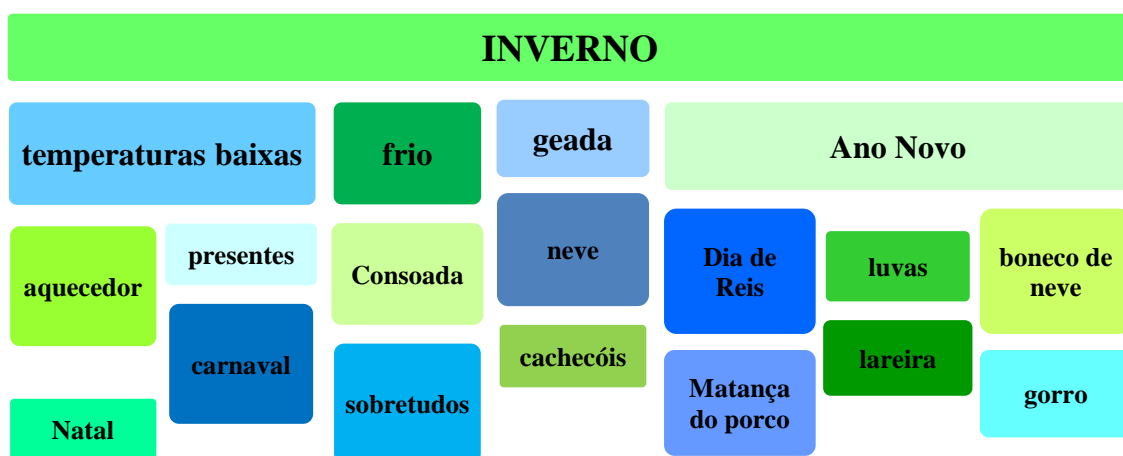 INVERNO
temperaturas baixas
frio
geada
Ano Novo
aquecedor
presentes
Consoada
neve
Dia de
Reis
luvas
boneco de
neve
carnaval
cachecóis
lareira
Natal
sobretudos
Matança
do porco
gorro